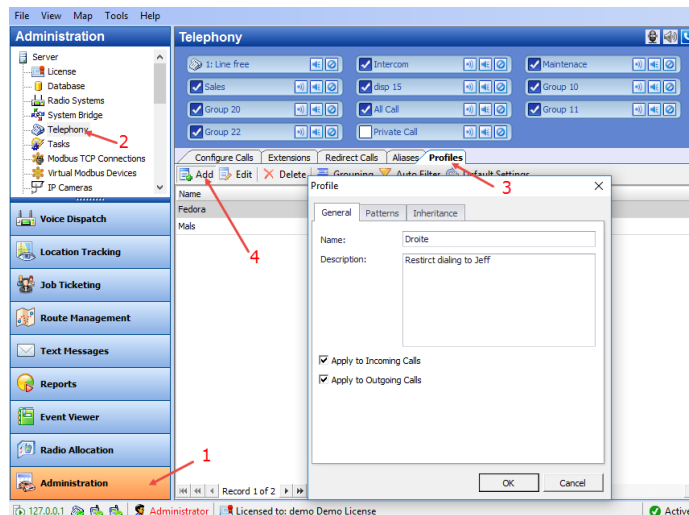 File View Map Tools Help
Administration
Server
License
Database
Radio Systems
System Bridge
Telephony
2
Tasks
Modbus TCP Connections
Virtual Modbus Devices
IP Cameras
Voice Dispatch
Location Tracking
Job Ticketing
Route Management
Text Messages
Reports
Event Viewer
Radio Allocation
1
Administration
Telephony
1: Line free Intercom Maintenace
Sales disp 15 Group 10
Group 20 All Call Group 11
Group 22 Private Call
Configure Calls Extensions Redirect Calls Aliases Profiles
3
Add Edit Delete Grouping Auto Filter Default Settings
Name
Fedora
Mals
4
Profile
General Patterns Inheritance
Name: Droite
Description: Restirct dialing to Jeff
Apply to Incoming Calls
Apply to Outgoing Calls
OK Cancel
Record 1 of 2
127.0.0.1 Administrator Licensed to: demo Demo License Active